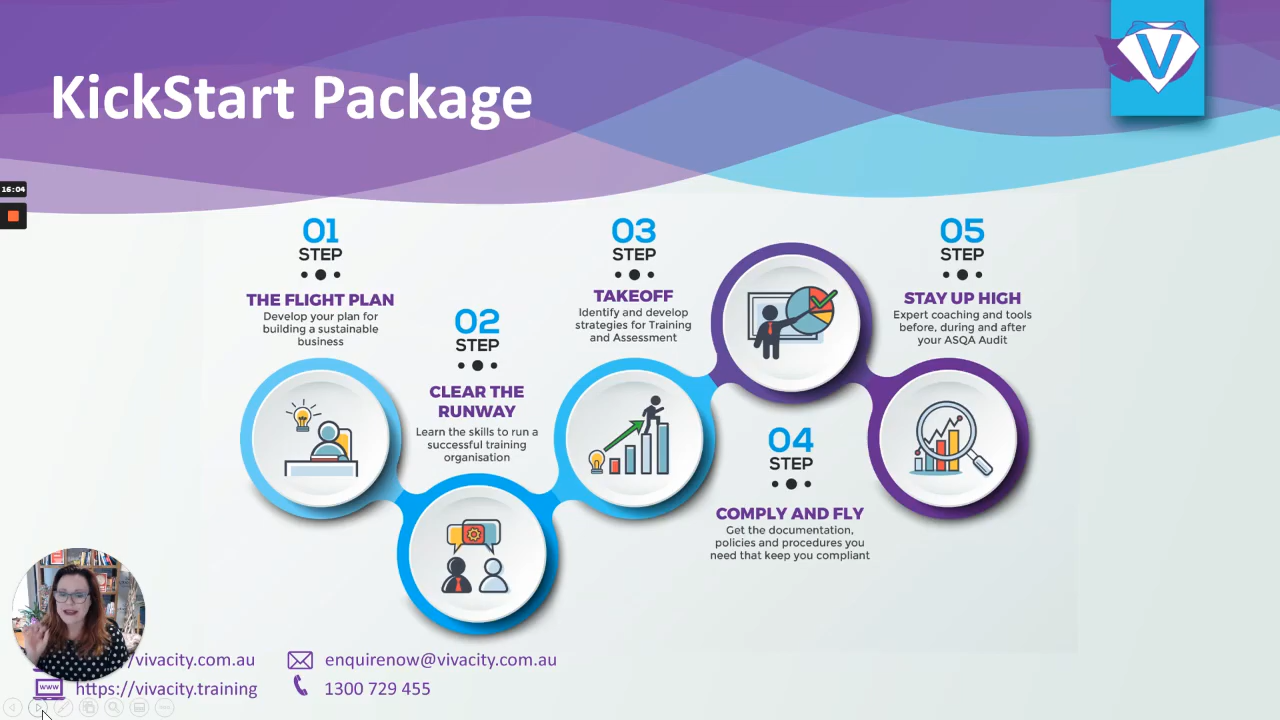 KickStart Package
V
16:04
01
STEP
THE FLIGHT PLAN
Develop your plan for
building a sustainable
business
02
STEP
CLEAR THE
RUNWAY
Learn the skills to run a
successful training
organisation
03
STEP
TAKEOFF
Identify and develop
strategies for Training
and Assessment
04
STEP
COMPLY AND FLY
Get the documentation,
policies and procedures you
need that keep you compliant
05
STEP
STAY UP HIGH
Expert coaching and tools
before, during and after
your ASQA Audit
/vivacity.com.au
enquirenow@vivacity.com.au
www
https://vivacity.training
1300 729 455